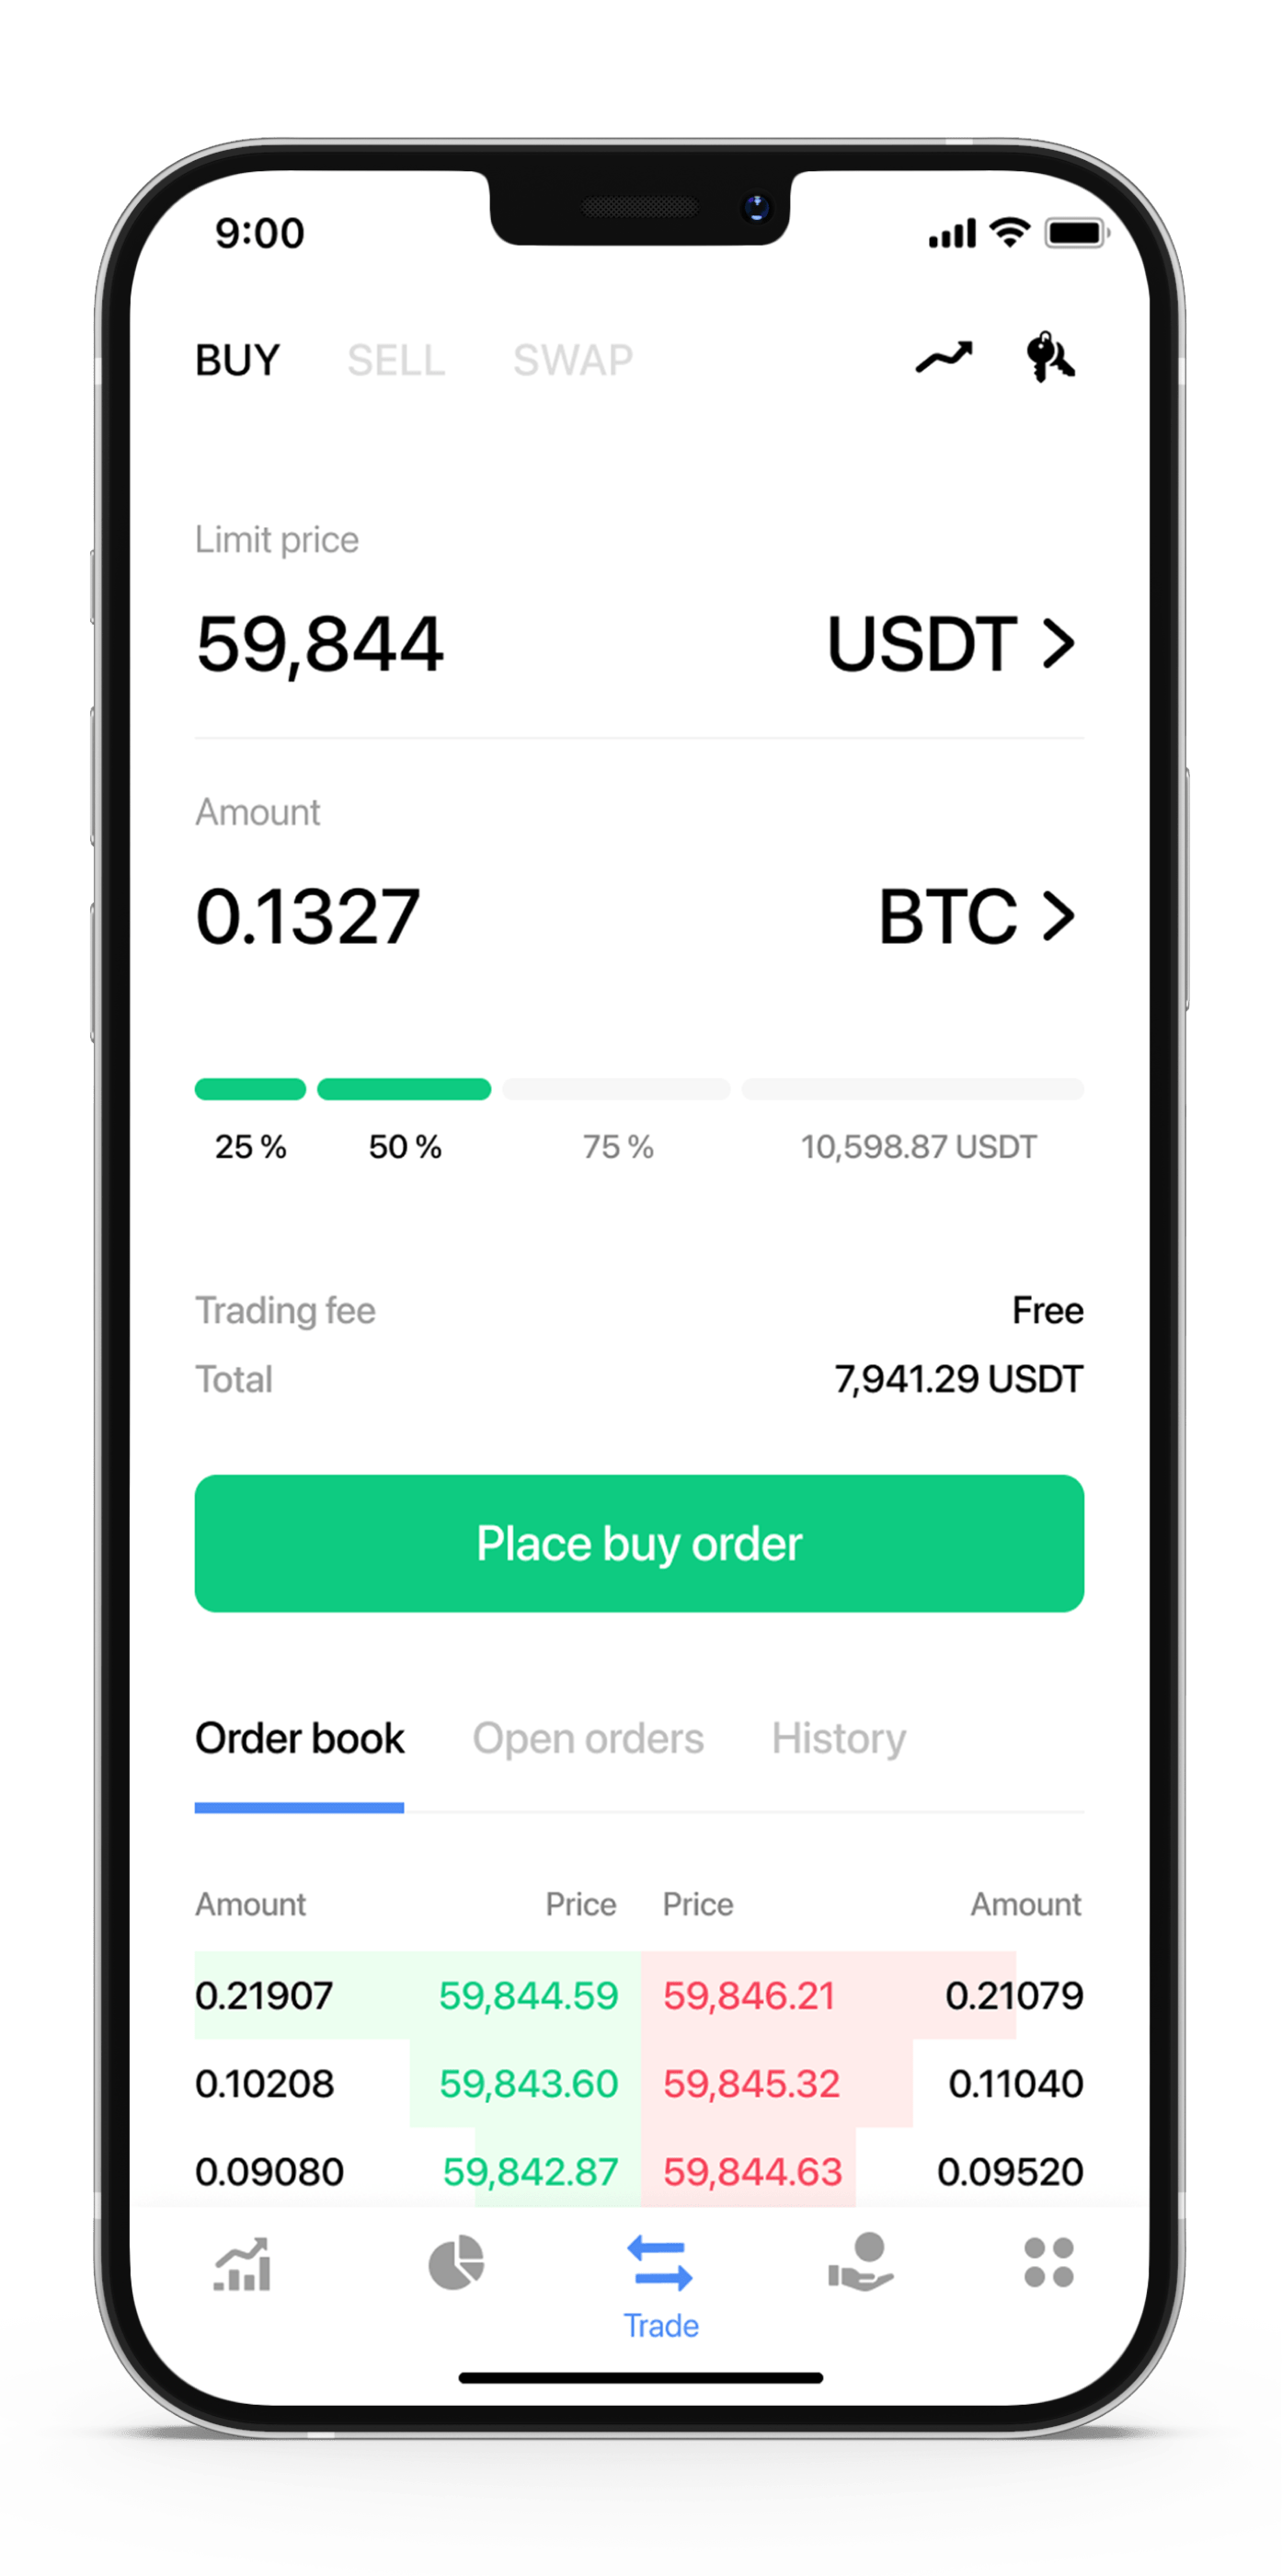 9:00
BUY SELL SWAP
Limit price
59,844 USDT
Amount
0.1327 BTC
25 % 50 % 75 % 10,598.87 USDT
Trading fee Free
Total 7,941.29 USDT
Place buy order
Order book Open orders History
Amount Price Price Amount
0.21907 59,844.59 59,846.21 0.21079
0.10208 59,843.60 59,845.32 0.11040
0.09080 59,842.87 59,844.63 0.09520
Trade